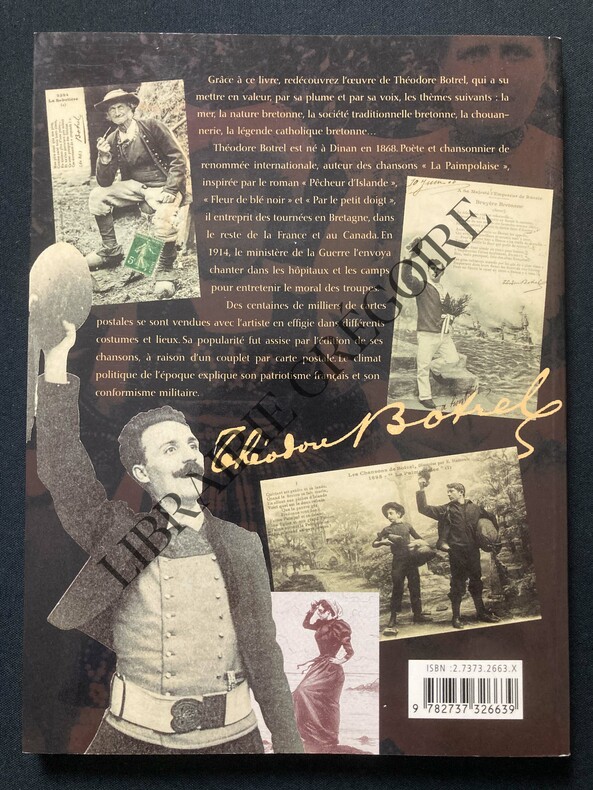 Grâce à ce livre, redécouvrez l'œuvre de Théodore Botrel, qui a su
mettre en valeur, par sa plume et par sa voix, les thèmes suivants : la
mer, la nature bretonne, la société traditionnelle bretonne, la chouan-
nerie, la légende catholique bretonne...
Théodore Botrel est né à Dinan en 1868. Poète et chansonnier de
renommée internationale, auteur des chansons « La Paimpolaise »,
inspirée par le roman « Pêcheur d'Islande »,
« Fleur de blé noir » et « Par le petit doigt »,
il entreprit des tournées en Bretagne, dans
le reste de la France et au Canada. En
1914, le ministère de la Guerre l'envoya
chanter dans les hôpitaux et les camps
pour entretenir le moral des troupes.
Des centaines de milliers de cartes
postales se sont vendues avec l'artiste en effigie dans différents
costumes et lieux. Sa popularité fut assise par l'édition de ses
chansons, à raison d'un couplet par carte postale. Le climat
politique de l'époque explique son patriotisme français et son
conformisme militaire.
Théodore Botrel
LIBRAIRIE GREGOIRE
Les Chansons de Botrel
ISBN : 2.7373.2663.X
9 782737 326639